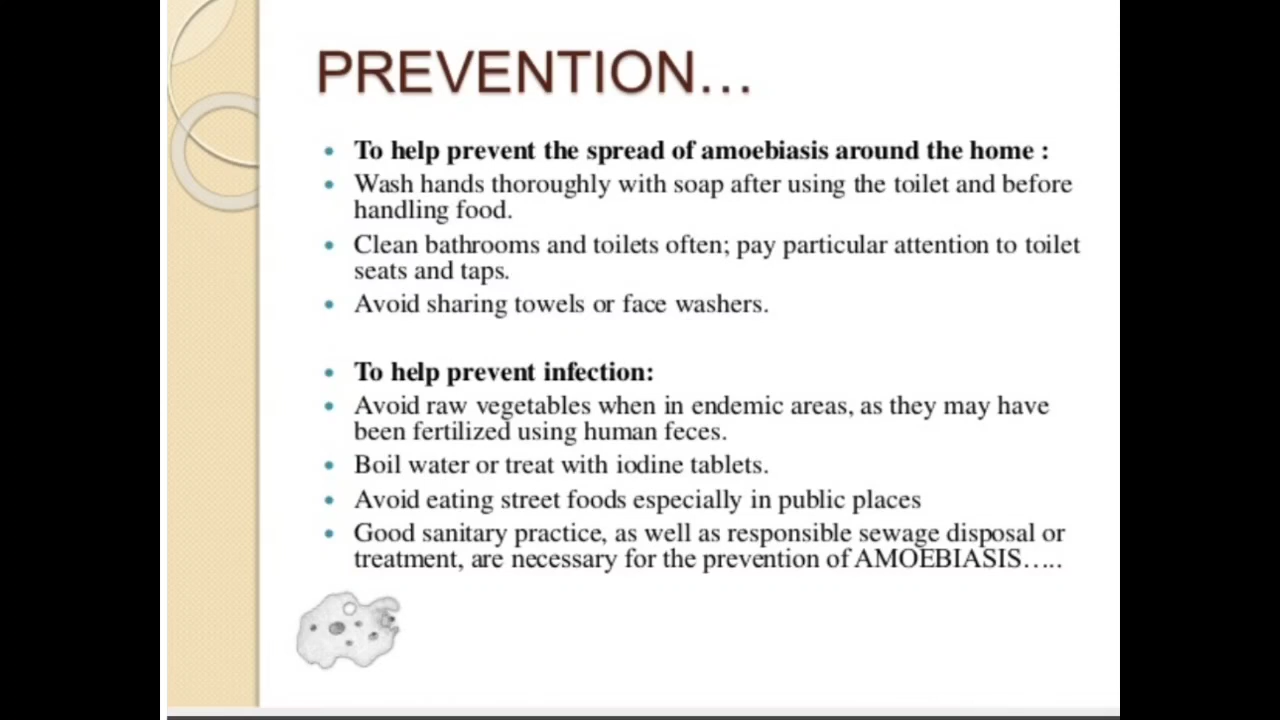 PREVENTION…
• To help prevent the spread of amoebiasis around the home :
• Wash hands thoroughly with soap after using the toilet and before
handling food.
• Clean bathrooms and toilets often; pay particular attention to toilet
seats and taps.
• Avoid sharing towels or face washers.
• To help prevent infection:
• Avoid raw vegetables when in endemic areas, as they may have
been fertilized using human feces.
• Boil water or treat with iodine tablets.
• Avoid eating street foods especially in public places
• Good sanitary practice, as well as responsible sewage disposal or
treatment, are necessary for the prevention of AMOEBIASIS…..